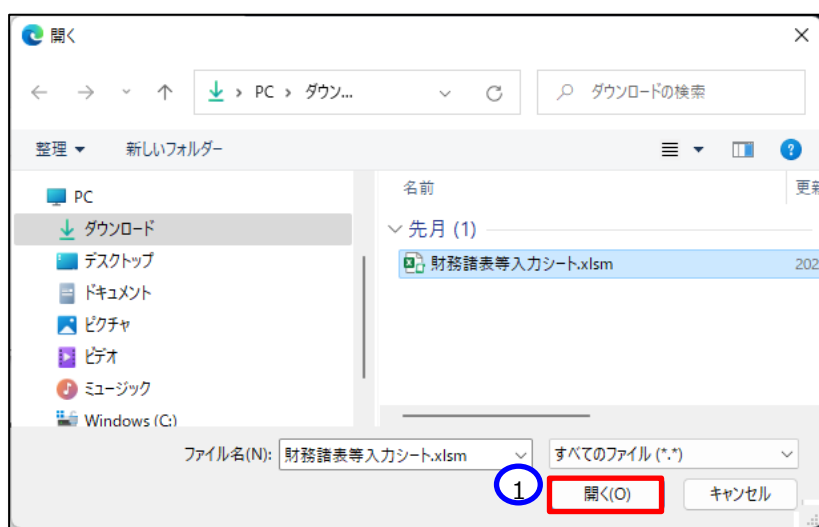 開く
PC › ダウン...
ダウンロードの検索
整理
新しいフォルダー
PC
ダウンロード
デスクトップ
ドキュメント
ピクチャ
ビデオ
ミュージック
Windows (C:)
名前
更新
先月 (1)
財務諸表等入力シート.xlsm
202
ファイル名(N):
財務諸表等入力シート.xlsm
すべてのファイル (*.*)
1
開く(O)
キャンセル